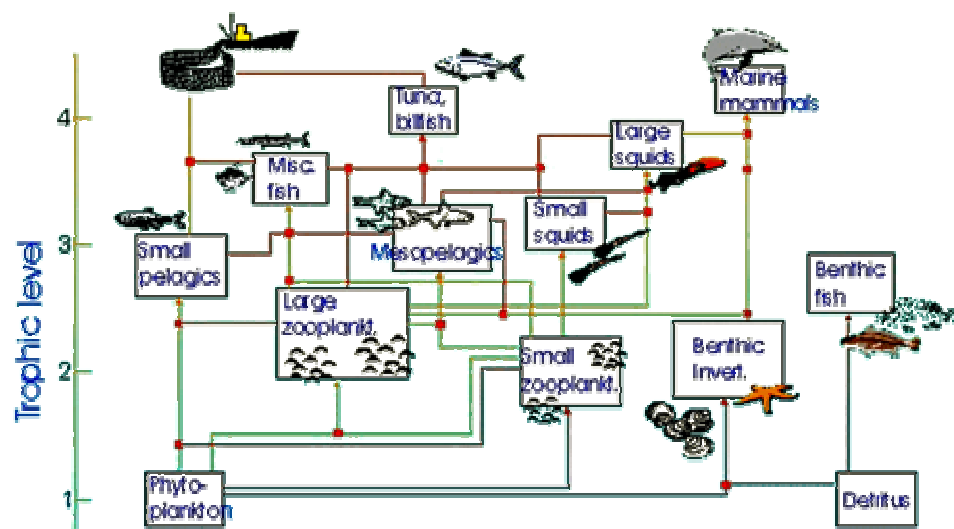 Trophic level
4
3
2
1
Tuna,
billfish
Marine
mammals
Large
squids
Misc.
fish
Small
squids
Small
pelagics
Mesopelagics
Benthic
fish
Large
zooplankt.
Small
zooplankt.
Benthic
Invert.
Phyto-
plankton
Detritus